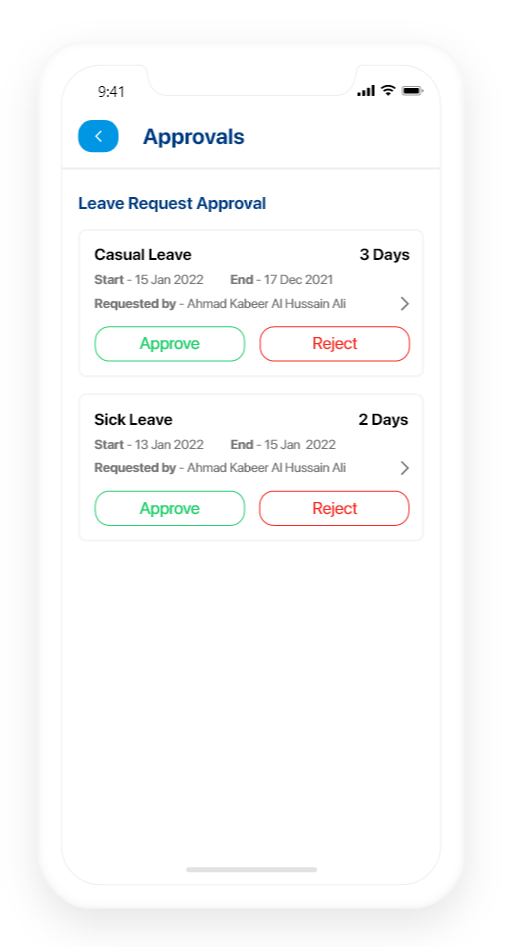 9:41
Approvals
Leave Request Approval
Casual Leave 3 Days
Start - 15 Jan 2022 End - 17 Dec 2021
Requested by - Ahmad Kabeer Al Hussain Ali
Approve Reject
Sick Leave 2 Days
Start - 13 Jan 2022 End - 15 Jan 2022
Requested by - Ahmad Kabeer Al Hussain Ali
Approve Reject